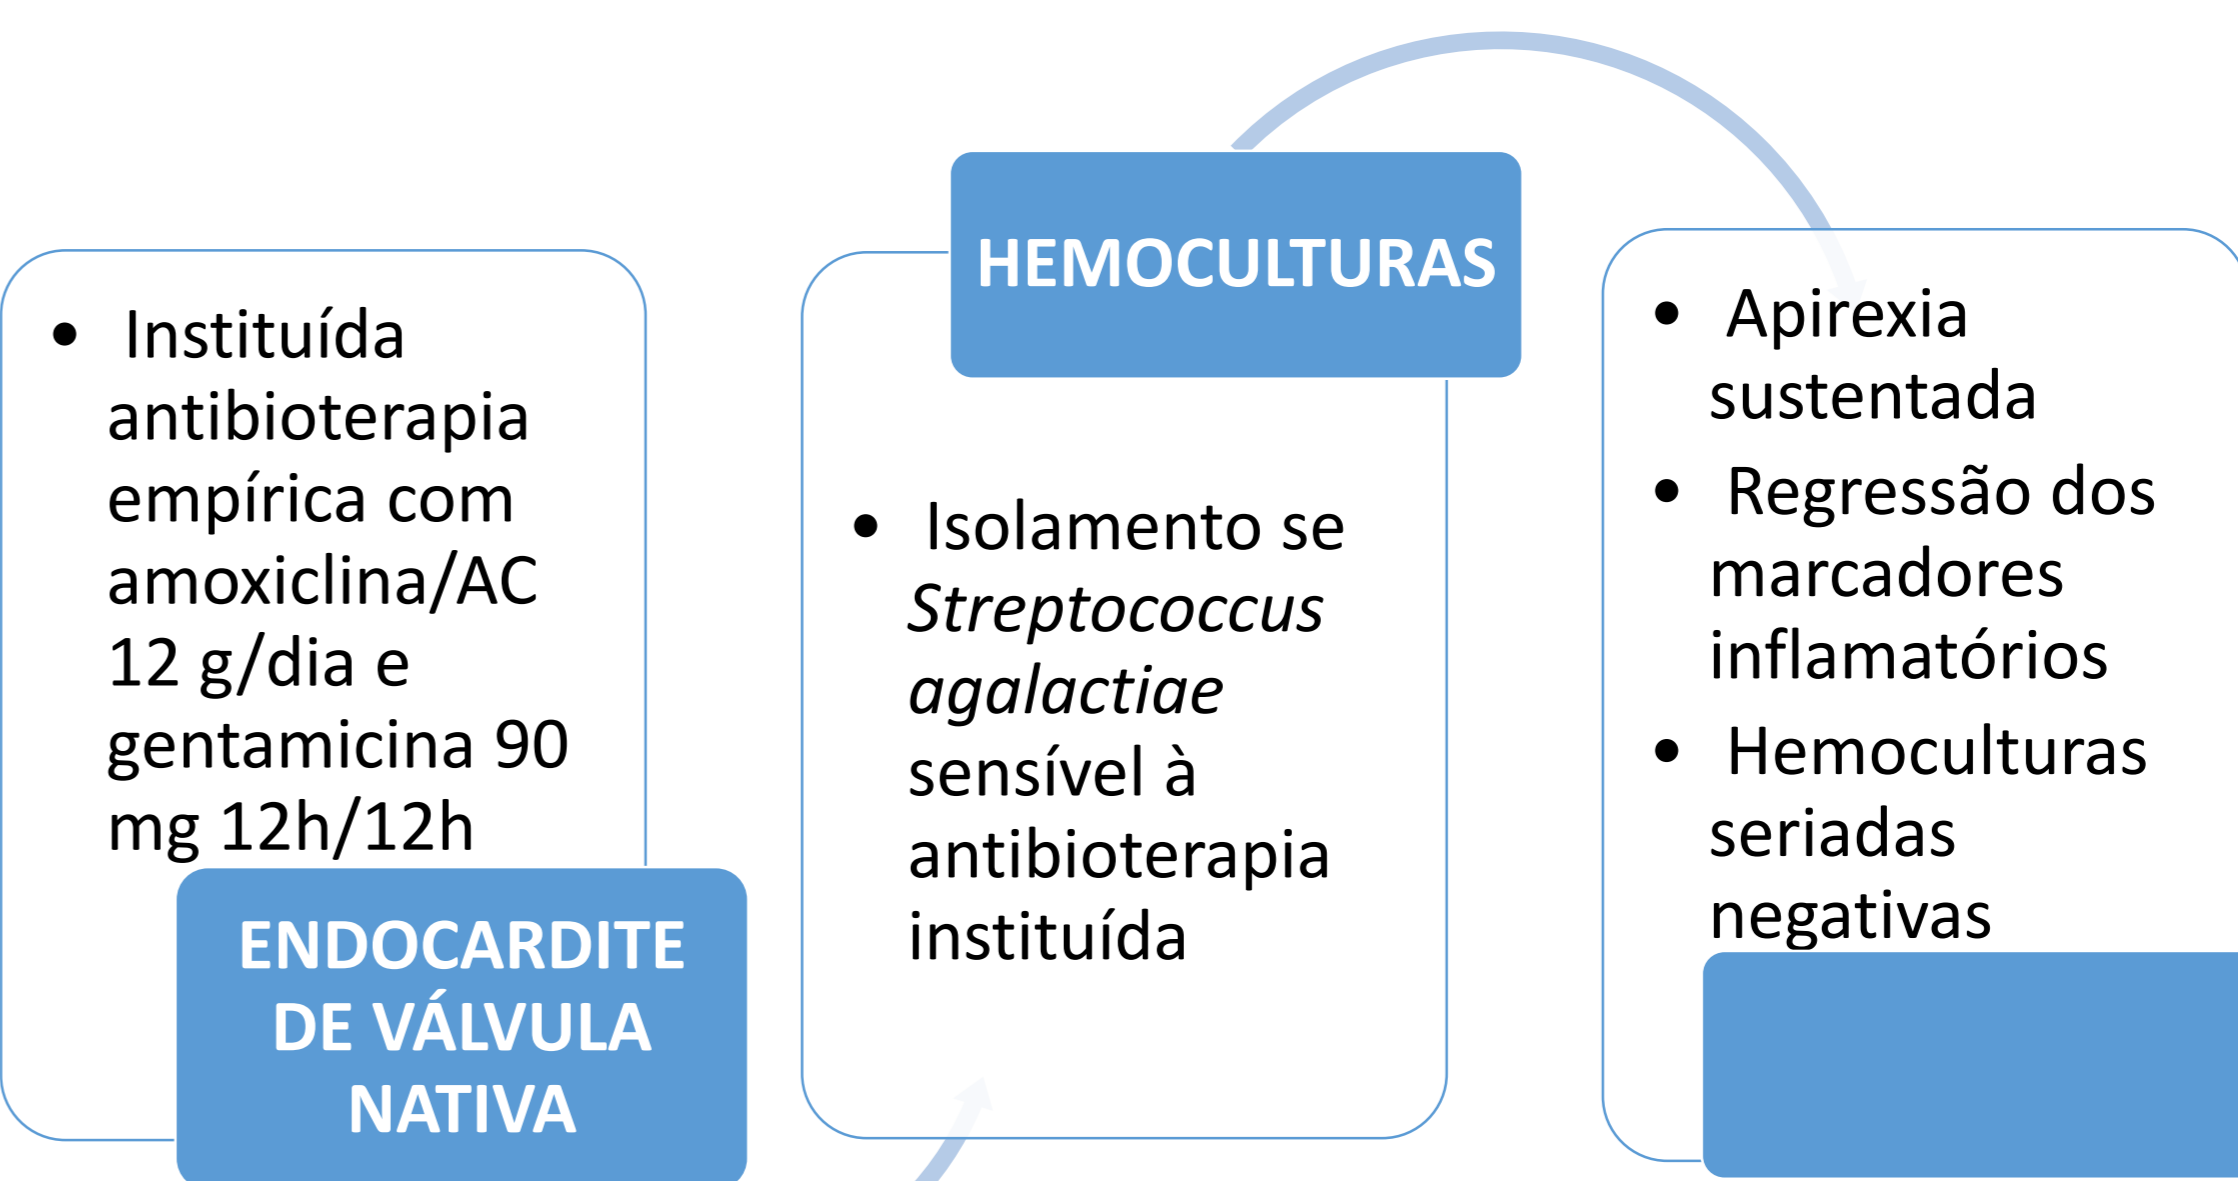 • Instituída
antibioterapia
empírica com
amoxiclina/AC
12 g/dia e
gentamicina 90
mg 12h/12h
ENDOCARDITE
DE VÁLVULA
NATIVA
HEMOCULTURAS
• Isolamento se
Streptococcus
agalactiae
sensível à
antibioterapia
instituída
• Apirexia
sustentada
• Regressão dos
marcadores
inflamatórios
• Hemoculturas
seriadas
negativas